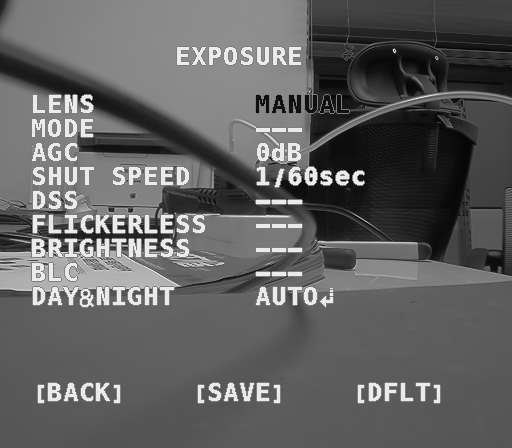 EXPOSURE
LENS MANUAL
MODE ---
AGC 0dB
SHUT SPEED 1/60sec
DSS ---
FLICKERLESS ---
BRIGHTNESS ---
BLC ---
DAY&NIGHT AUTO↲
[BACK] [SAVE] [DFLT]